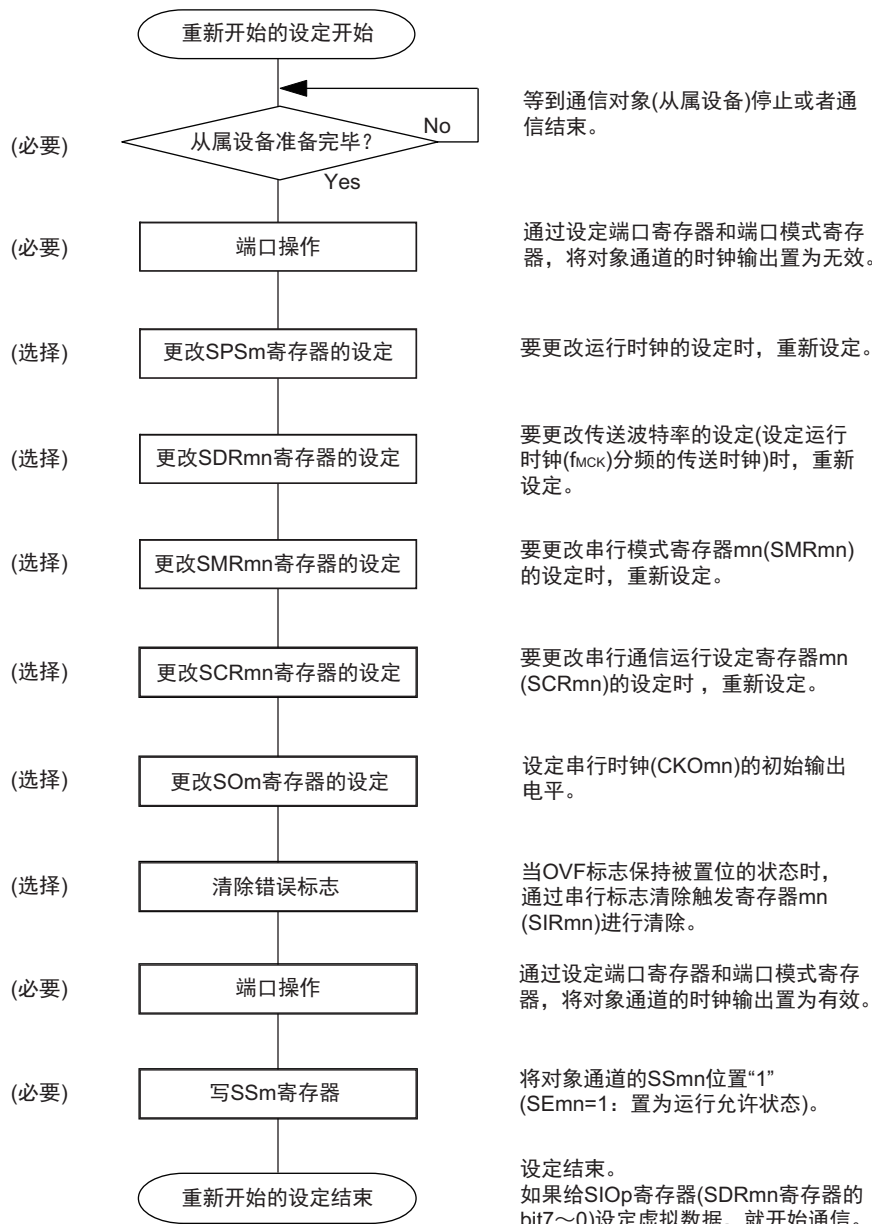 重新开始的设定开始
等到通信对象(从属设备)停止或者通
信结束。
(必要)
从属设备准备完毕？
No
Yes
(必要)
端口操作
通过设定端口寄存器和端口模式寄存
器，将对象通道的时钟输出置为无效。
(选择)
更改SPSm寄存器的设定
要更改运行时钟的设定时，重新设定。
(选择)
更改SDRmn寄存器的设定
要更改传送波特率的设定(设定运行
时钟(fMCK)分频的传送时钟)时，重新
设定。
(选择)
更改SMRmn寄存器的设定
要更改串行模式寄存器mn(SMRmn)
的设定时，重新设定。
(选择)
更改SCRmn寄存器的设定
要更改串行通信运行设定寄存器mn
(SCRmn)的设定时，重新设定。
(选择)
更改SOm寄存器的设定
设定串行时钟(CKOmn)的初始输出
电平。
(选择)
清除错误标志
当OVF标志保持被置位的状态时，
通过串行标志清除触发寄存器mn
(SIRmn)进行清除。
(必要)
端口操作
通过设定端口寄存器和端口模式寄存
器，将对象通道的时钟输出置为有效。
(必要)
写SSm寄存器
将对象通道的SSmn位置“1”
(SEmn=1：置为运行允许状态)。
重新开始的设定结束
设定结束。
如果给SIOp寄存器(SDRmn寄存器的
bit7～0)设定虚拟数据，就开始通信。